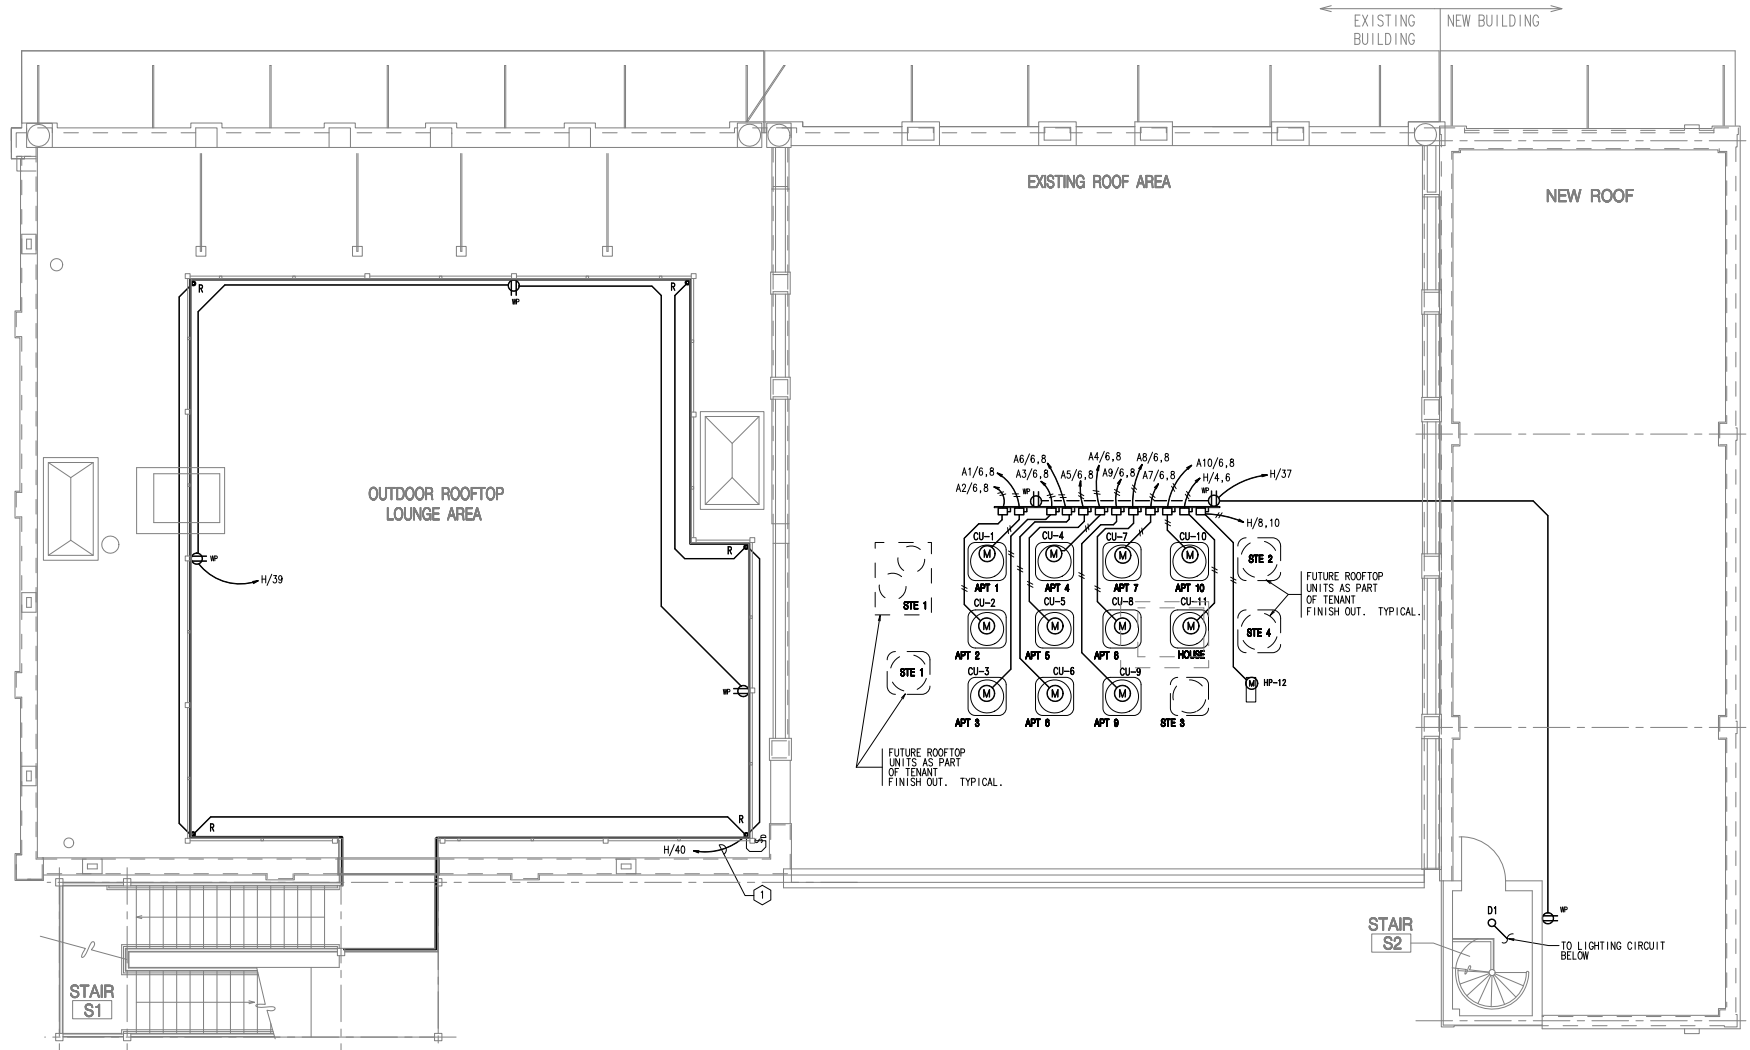 EXISTING
BUILDING
NEW BUILDING
EXISTING ROOF AREA
NEW ROOF
R
R
WP
A6/6,8
A4/6,8
A8/6,8
A1/6,8
A3/6,8
A5/6,8
A9/6,8
A7/6,8
A10/6,8
H/4,6
H/37
A2/6,8
WP
WP
OUTDOOR ROOFTOP
LOUNGE AREA
H/8,10
CU-1
CU-4
CU-7
CU-10
R
M
M
M
M
STE 2
WP
H/39
APT 1
APT 4
APT 7
APT 10
FUTURE ROOFTOP
UNITS AS PART
OF TENANT
FINISH OUT. TYPICAL.
STE 1
CU-2
CU-5
CU-8
CU-11
M
M
M
M
STE 4
APT 2
APT 5
APT 8
HOUSE
STE 1
CU-3
CU-6
CU-9
M
HP-12
WP
M
M
M
APT 3
APT 6
APT 9
STE 3
FUTURE ROOFTOP
UNITS AS PART
OF TENANT
FINISH OUT. TYPICAL.
R
R
H/40
1
D1
WP
STAIR
S2
TO LIGHTING CIRCUIT
BELOW
STAIR
S1